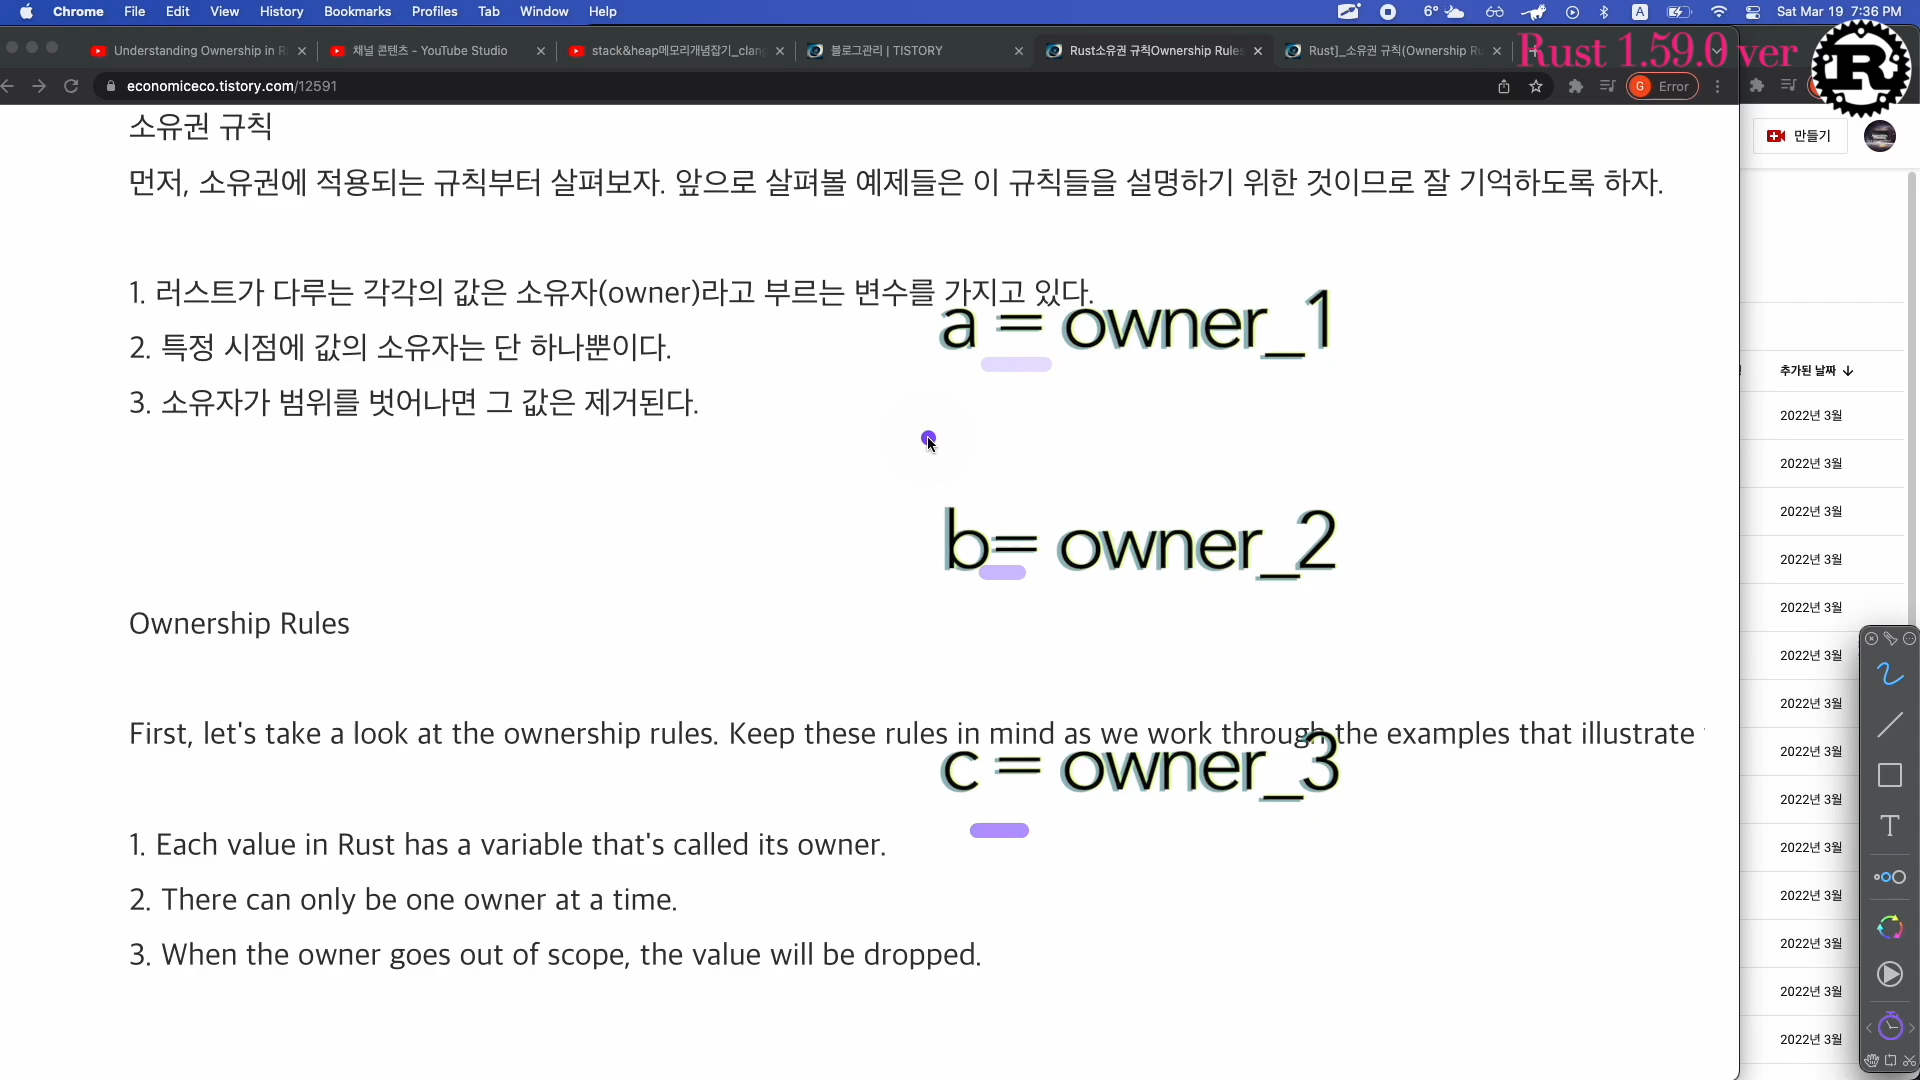 Chrome File Edit View History Bookmarks Profiles Tab Window Help 6° A Sat Mar 19 7:36 PM
Understanding Ownership in R
채널 콘텐츠 - YouTube Studio
stack&heap메모리개념잡기_clang
블로그관리 | TISTORY
Rust소유권 규칙Ownership Rules
Rust]_소유권 규칙(Ownership Ru
Rust 1.59.0 ver
R
economiceco.tistory.com/12591
G Error
만들기
소유권 규칙
먼저, 소유권에 적용되는 규칙부터 살펴보자. 앞으로 살펴볼 예제들은 이 규칙들을 설명하기 위한 것이므로 잘 기억하도록 하자.
1. 러스트가 다루는 각각의 값은 소유자(owner)라고 부르는 변수를 가지고 있다.
a = owner_1
2. 특정 시점에 값의 소유자는 단 하나뿐이다.
3. 소유자가 범위를 벗어나면 그 값은 제거된다.
b= owner_2
Ownership Rules
First, let's take a look at the ownership rules. Keep these rules in mind as we work through the examples that illustrate
c = owner_3
1. Each value in Rust has a variable that's called its owner.
2. There can only be one owner at a time.
3. When the owner goes out of scope, the value will be dropped.
추가된 날짜
2022년 3월
2022년 3월
2022년 3월
2022년 3월
2022년 3월
2022년 3월
2022년 3월
2022년 3월
2022년 3월
2022년 3월
2022년 3월
2022년 3월
2022년 3월
2022년 3월
T